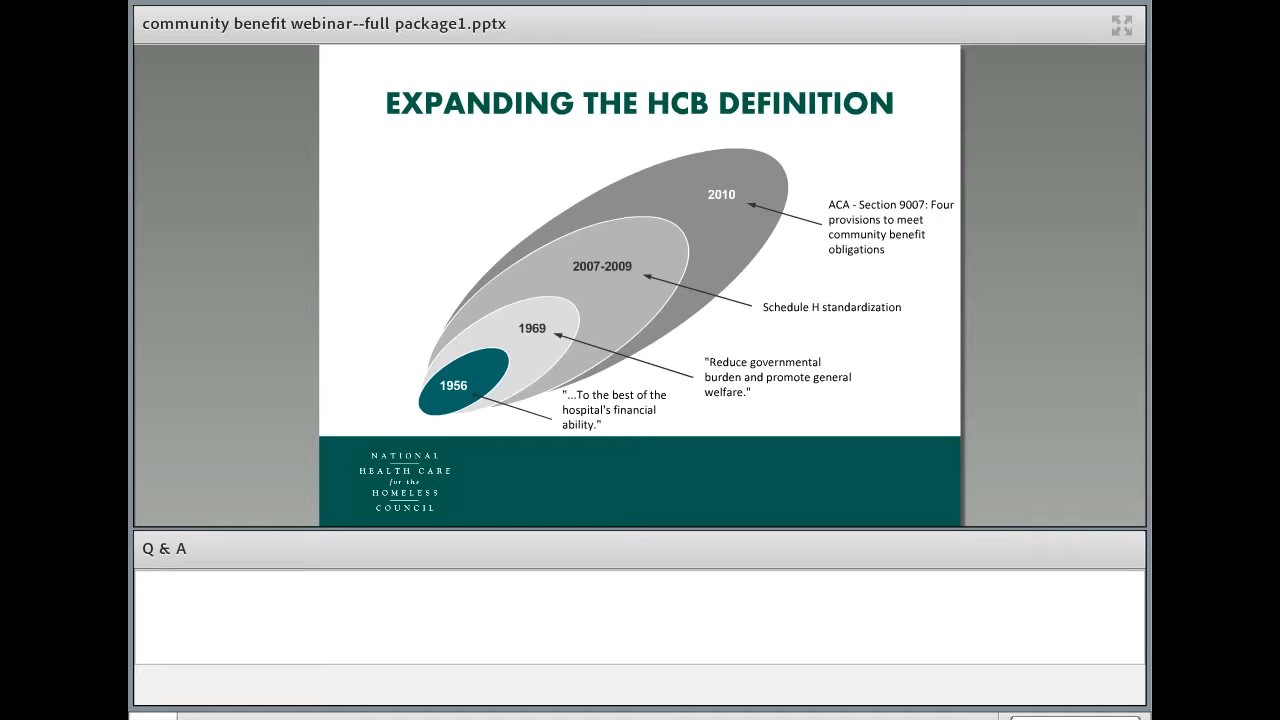 community benefit webinar--full package1.pptx
EXPANDING THE HCB DEFINITION
2010
ACA - Section 9007: Four
provisions to meet
community benefit
obligations
2007-2009
Schedule H standardization
1969
"Reduce governmental
burden and promote general
welfare."
1956
"...To the best of the
hospital's financial
ability."
NATIONAL
HEALTH CARE
for the
HOMELESS
COUNCIL
Q & A